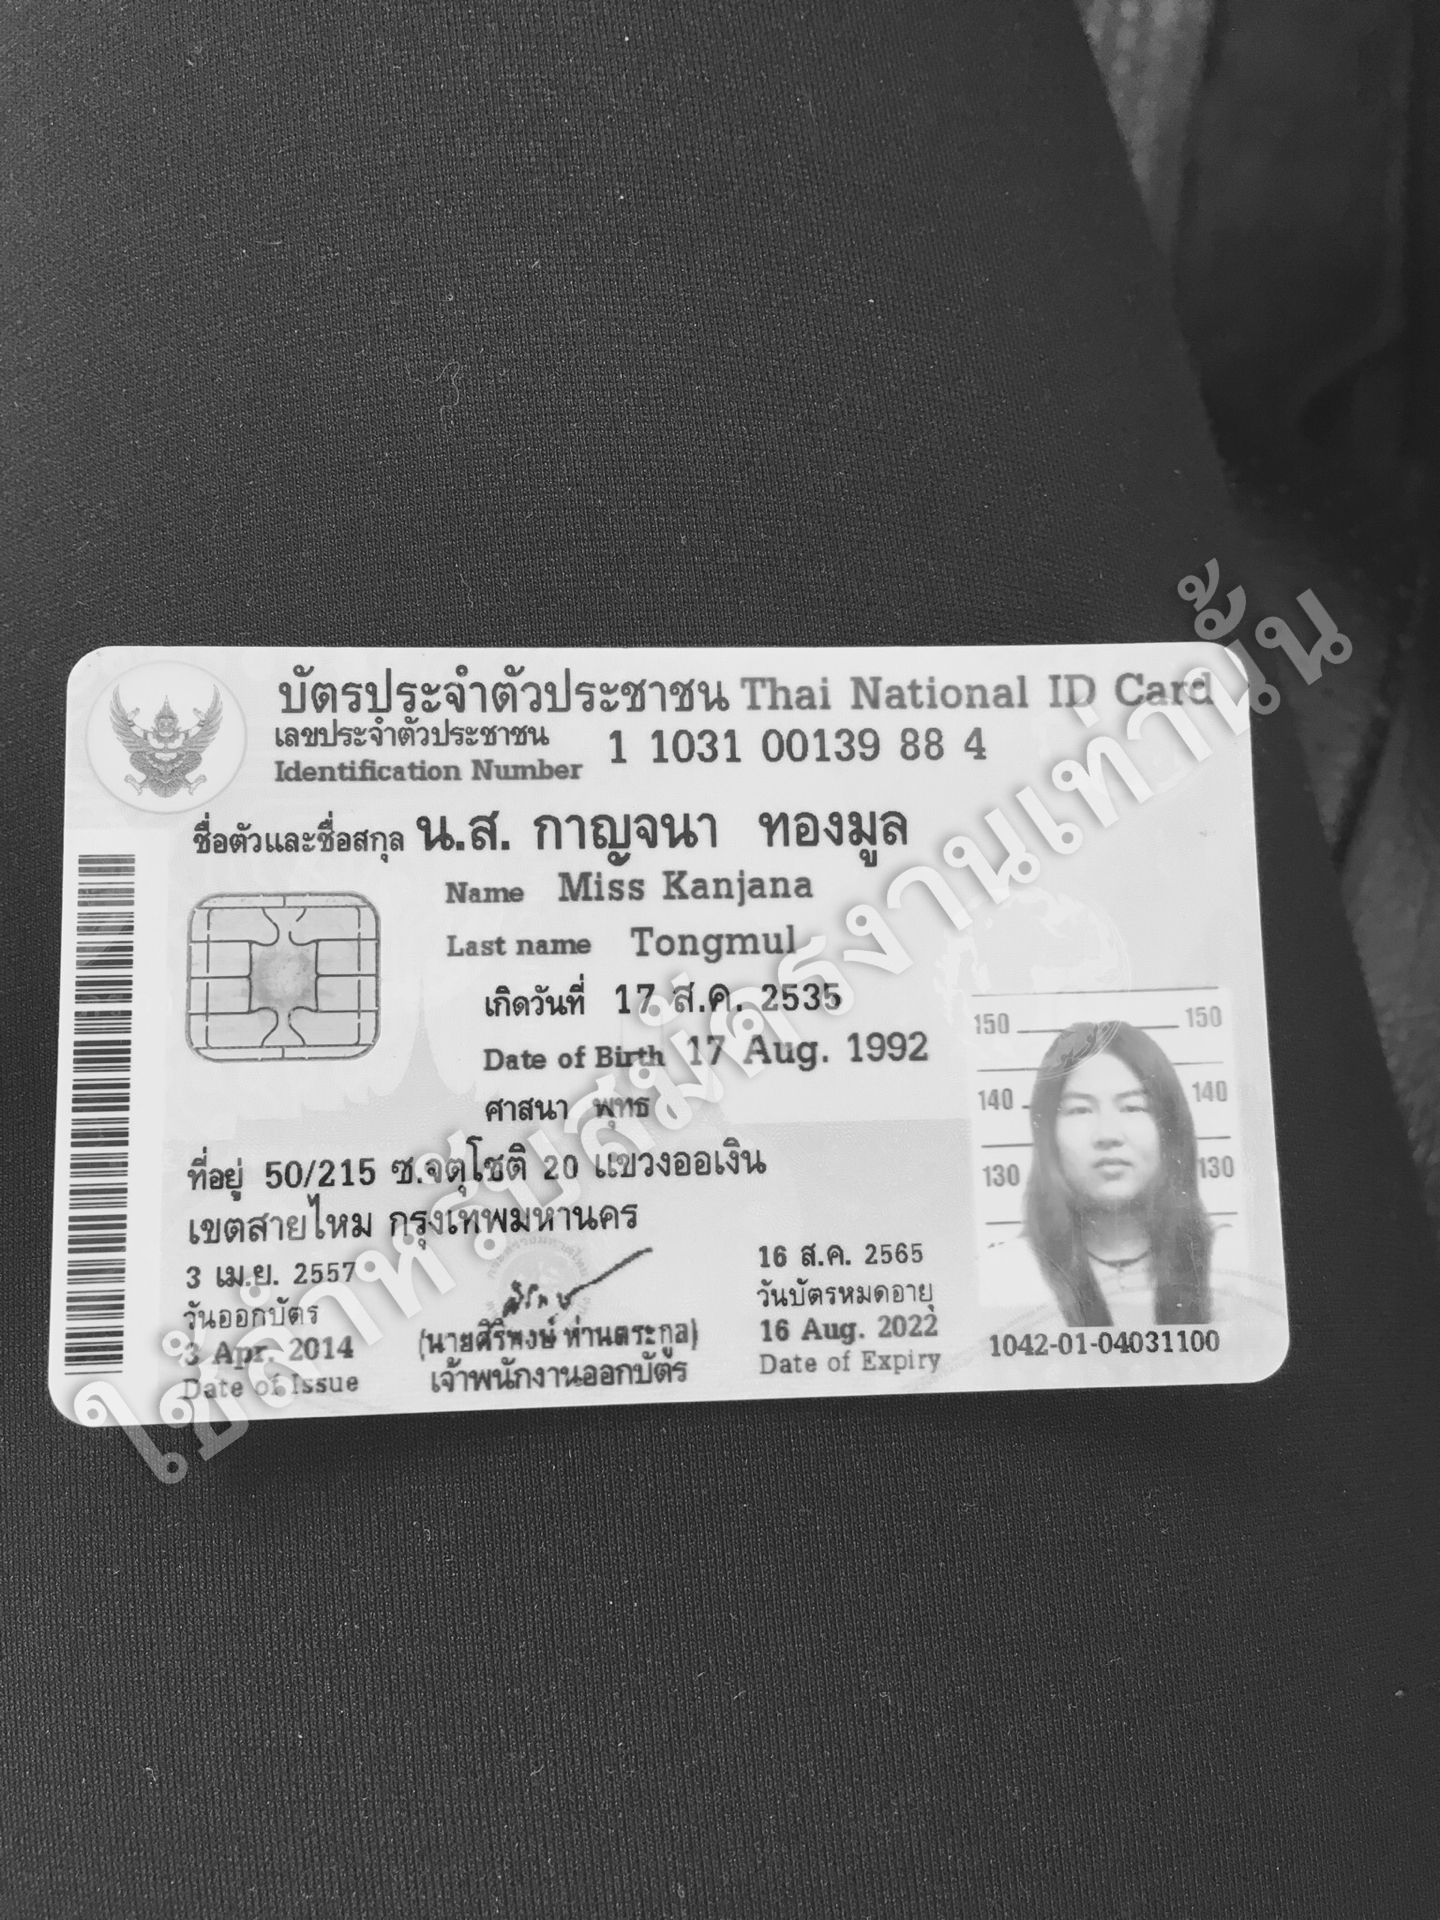 บัตรประจำตัวประชาชน Thai National ID Card
เลขประจำตัวประชาชน 1 1031 00139 88 4
Identification Number
ชื่อตัวและชื่อสกุล น.ส. กาญจนา ทองมูล
Name Miss Kanjana
Last name Tongmul
เกิดวันที่ 17 ส.ค. 2535
Date of Birth 17 Aug. 1992
ศาสนา พุทธ
ที่อยู่ 50/215 ซ.จตุโชติ 20 แขวงออเงิน
เขตสายไหม กรุงเทพมหานคร
3 เม.ย. 2557
วันออกบัตร
3 Apr. 2014
Date of Issue
(นายศิริพงษ์ ห่านตระกูล)
เจ้าพนักงานออกบัตร
16 ส.ค. 2565
วันบัตรหมดอายุ
16 Aug. 2022
Date of Expiry
150 150
140 140
130 130
1042-01-04031100
ใช้สำหรับสมัครงานเท่านั้น